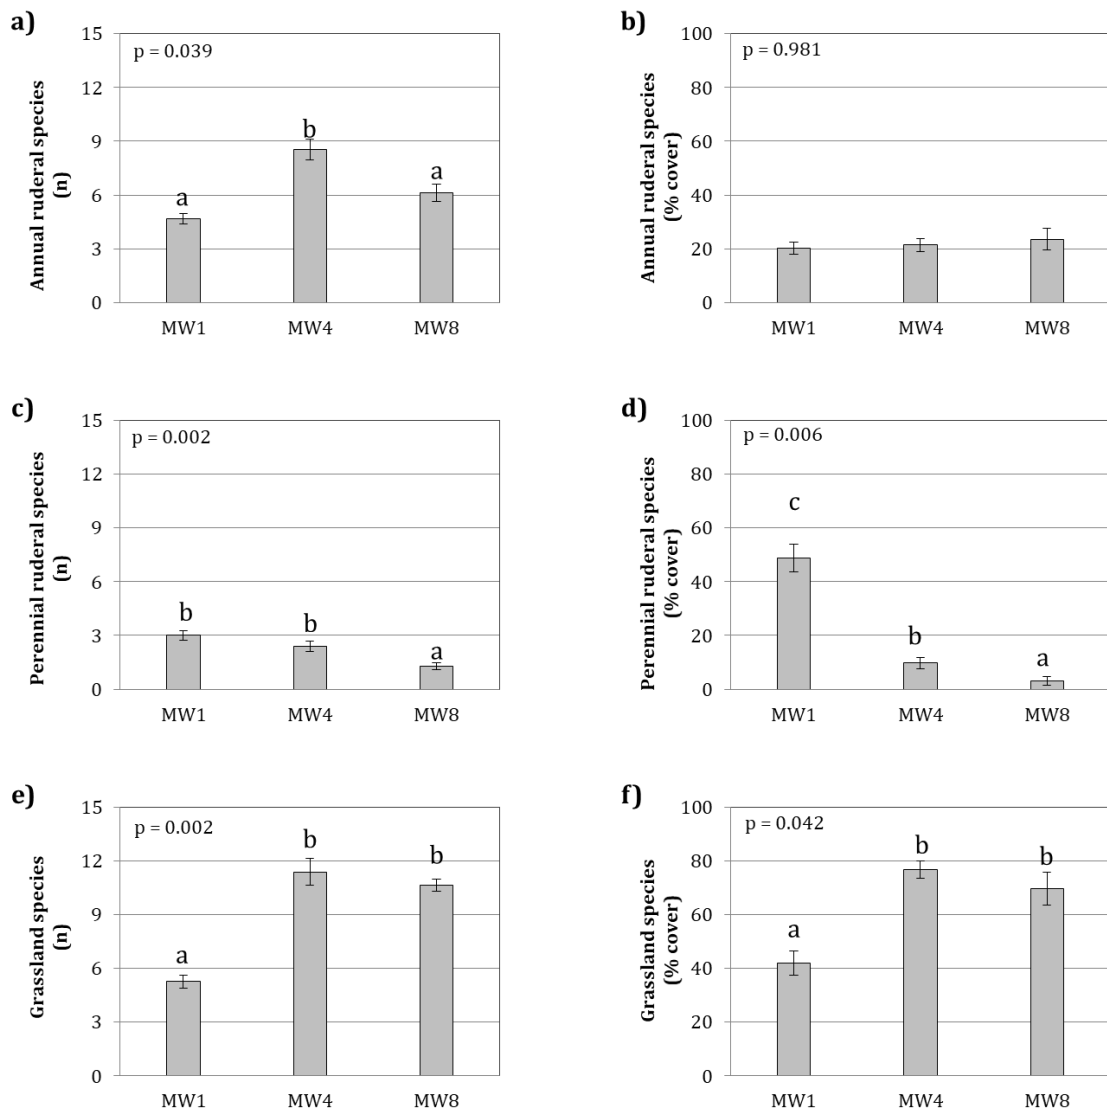 a)
Annual ruderal species
(n)
15
12
9
6
3
0
p = 0.039
a
b
a
MW1 MW4 MW8
b)
Annual ruderal species
(% cover)
100
80
60
40
20
0
p = 0.981
MW1 MW4 MW8
c)
Perennial ruderal species
(n)
15
12
9
6
3
0
p = 0.002
b
b
a
MW1 MW4 MW8
d)
Perennial ruderal species
(% cover)
100
80
60
40
20
0
p = 0.006
c
b
a
MW1 MW4 MW8
e)
Grassland species
(n)
15
12
9
6
3
0
p = 0.002
a
b
b
MW1 MW4 MW8
f)
Grassland species
(% cover)
100
80
60
40
20
0
p = 0.042
a
b
b
MW1 MW4 MW8